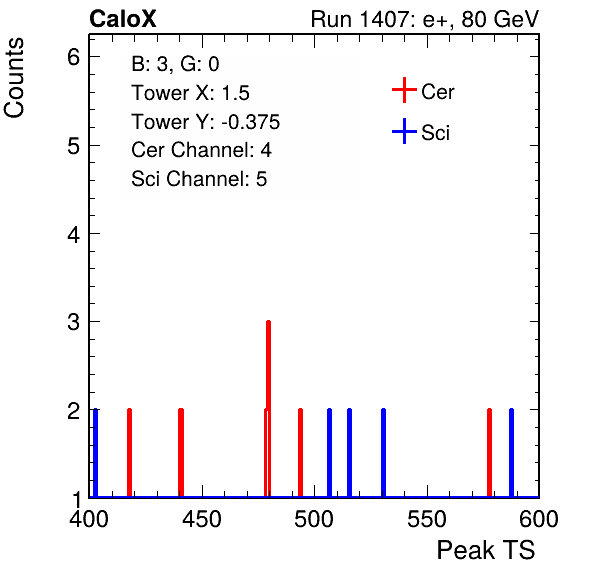 CaloX Run 1407: e+, 80 GeV
Counts
B: 3, G: 0
Tower X: 1.5
Tower Y: -0.375
Cer Channel: 4
Sci Channel: 5
Cer
Sci
6
5
4
3
2
1
400 450 500 550 600
Peak TS